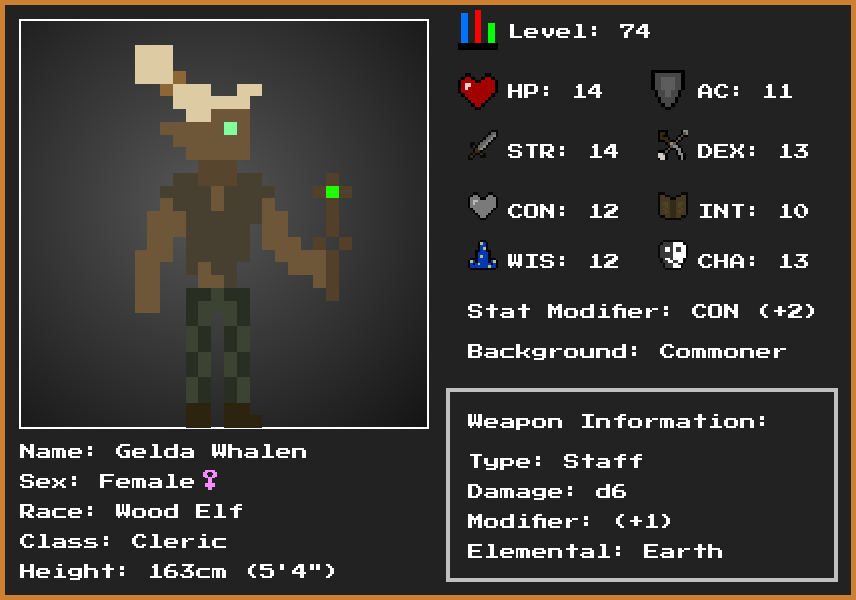 Level: 74
HP: 14 AC: 11
STR: 14 DEX: 13
CON: 12 INT: 10
WIS: 12 CHA: 13
Stat Modifier: CON (+2)
Background: Commoner
Weapon Information:
Type: Staff
Damage: d6
Modifier: (+1)
Elemental: Earth
Name: Gelda Whalen
Sex: Female♀
Race: Wood Elf
Class: Cleric
Height: 163cm (5'4")